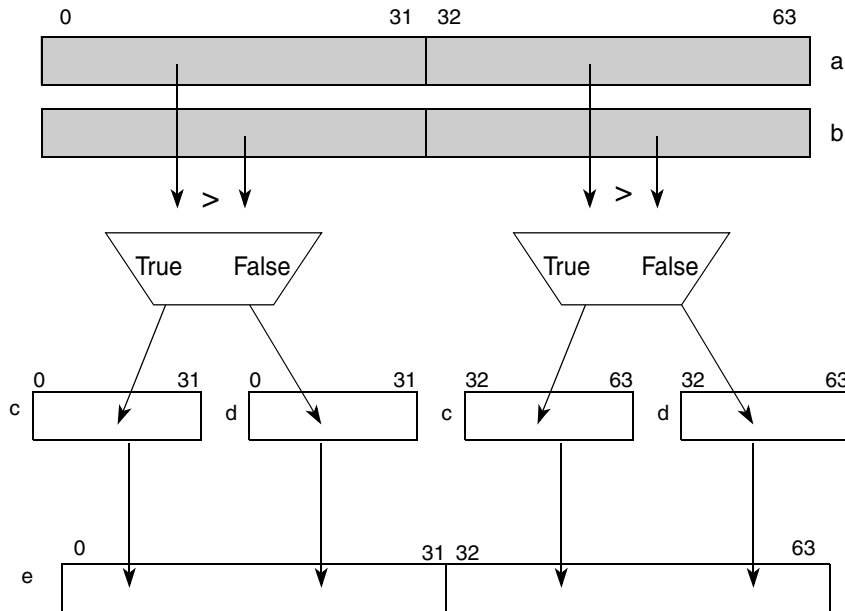 0 31 32 63
a
b
> >
True False True False
0 31 0 31 32 63 32 63
c d c d
0 31 32 63
e